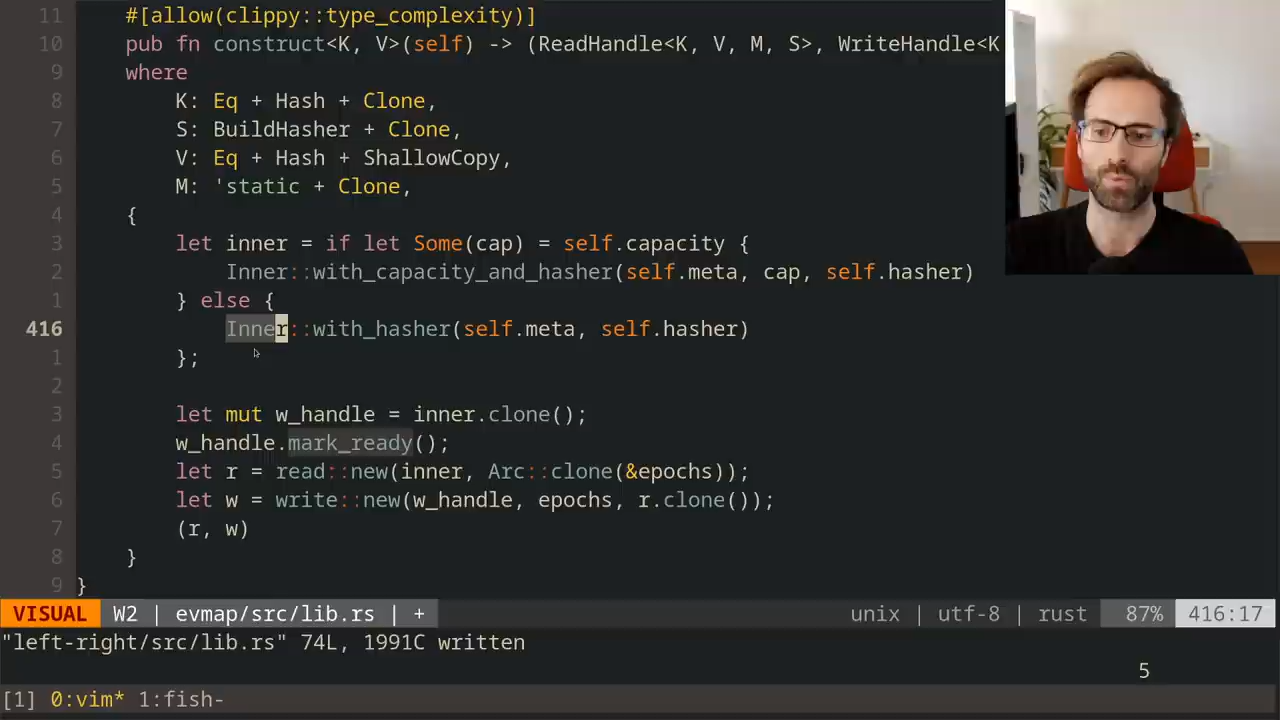 11 #[allow(clippy::type_complexity)]
10 pub fn construct<K, V>(self) -> (ReadHandle<K, V, M, S>, WriteHandle<K
9 where
8 K: Eq + Hash + Clone,
7 S: BuildHasher + Clone,
6 V: Eq + Hash + ShallowCopy,
5 M: 'static + Clone,
4 {
3 let inner = if let Some(cap) = self.capacity {
2 Inner::with_capacity_and_hasher(self.meta, cap, self.hasher)
1 } else {
416 Inner::with_hasher(self.meta, self.hasher)
1 };
2
3 let mut w_handle = inner.clone();
4 w_handle.mark_ready();
5 let r = read::new(inner, Arc::clone(&epochs));
6 let w = write::new(w_handle, epochs, r.clone());
7 (r, w)
8 }
9 }
VISUAL W2 | evmap/src/lib.rs | + unix | utf-8 | rust 87% 416:17
"left-right/src/lib.rs" 74L, 1991C written
5
[1] 0:vim* 1:fish-